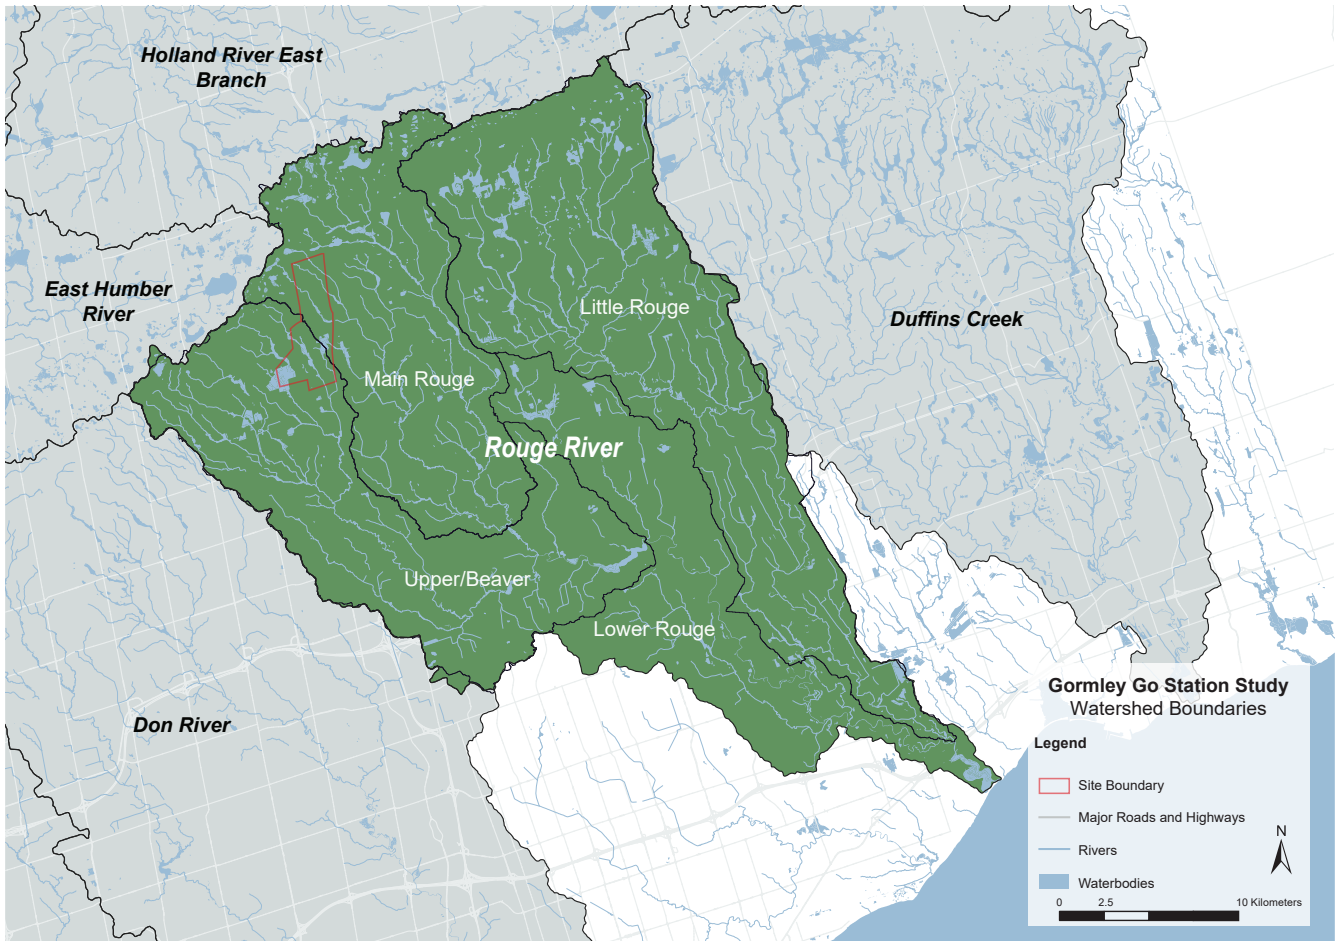 Holland River East
Branch
East Humber
River
Duffins Creek
Little Rouge
Main Rouge
Rouge River
Upper/Beaver
Lower Rouge
Don River
Gormley Go Station Study
Watershed Boundaries
Legend
Site Boundary
Major Roads and Highways
Rivers
Waterbodies
N
0 2.5 10 Kilometers